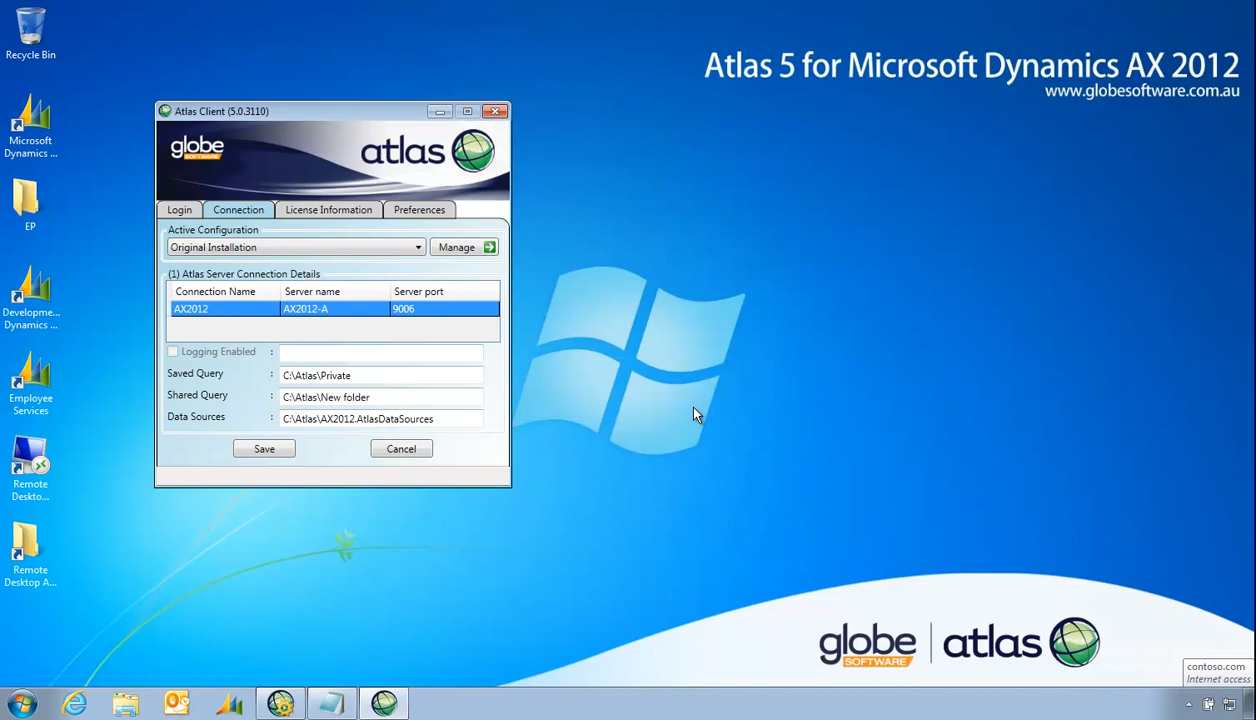 Recycle Bin
Microsoft
Dynamics ...
EP
Developme...
Dynamics ...
Employee
Services
Remote
Deskto...
Remote
Desktop A...
Atlas 5 for Microsoft Dynamics AX 2012
www.globesoftware.com.au
Atlas Client (5.0.3110)
globe
SOFTWARE
atlas
Login Connection License Information Preferences
Active Configuration
Original Installation Manage
(1) Atlas Server Connection Details
Connection Name Server name Server port
AX2012 AX2012-A 9006
Logging Enabled :
Saved Query : C:\Atlas\Private
Shared Query : C:\Atlas\New folder
Data Sources : C:\Atlas\AX2012.AtlasDataSources
Save Cancel
globe
SOFTWARE
atlas
contoso.com
Internet access